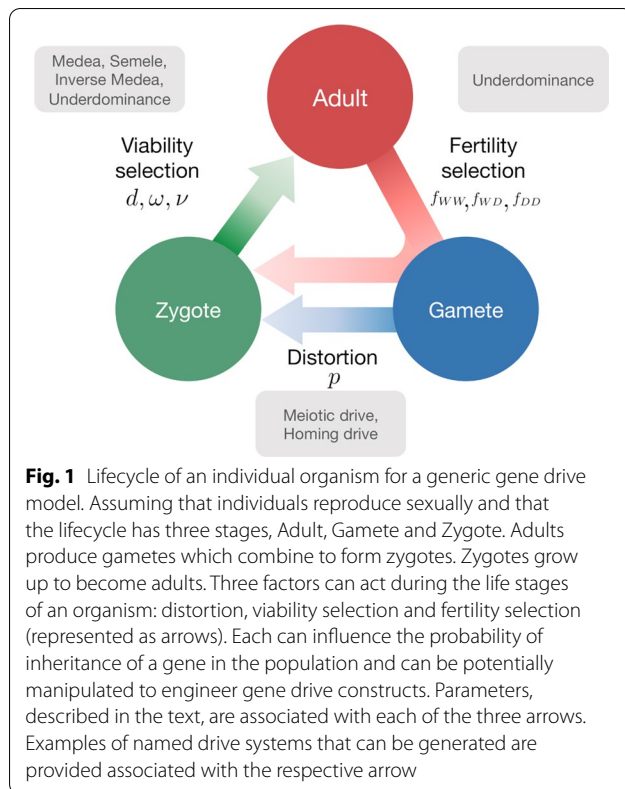 Medea, Semele,
Inverse Medea,
Underdominance
Adult
Underdominance
Viability
selection
d, ω, ν
Fertility
selection
fWW, fWD, fDD
Zygote
Gamete
Distortion
p
Meiotic drive,
Homing drive
Fig. 1 Lifecycle of an individual organism for a generic gene drive
model. Assuming that individuals reproduce sexually and that
the lifecycle has three stages, Adult, Gamete and Zygote. Adults
produce gametes which combine to form zygotes. Zygotes grow
up to become adults. Three factors can act during the life stages
of an organism: distortion, viability selection and fertility selection
(represented as arrows). Each can influence the probability of
inheritance of a gene in the population and can be potentially
manipulated to engineer gene drive constructs. Parameters,
described in the text, are associated with each of the three arrows.
Examples of named drive systems that can be generated are
provided associated with the respective arrow